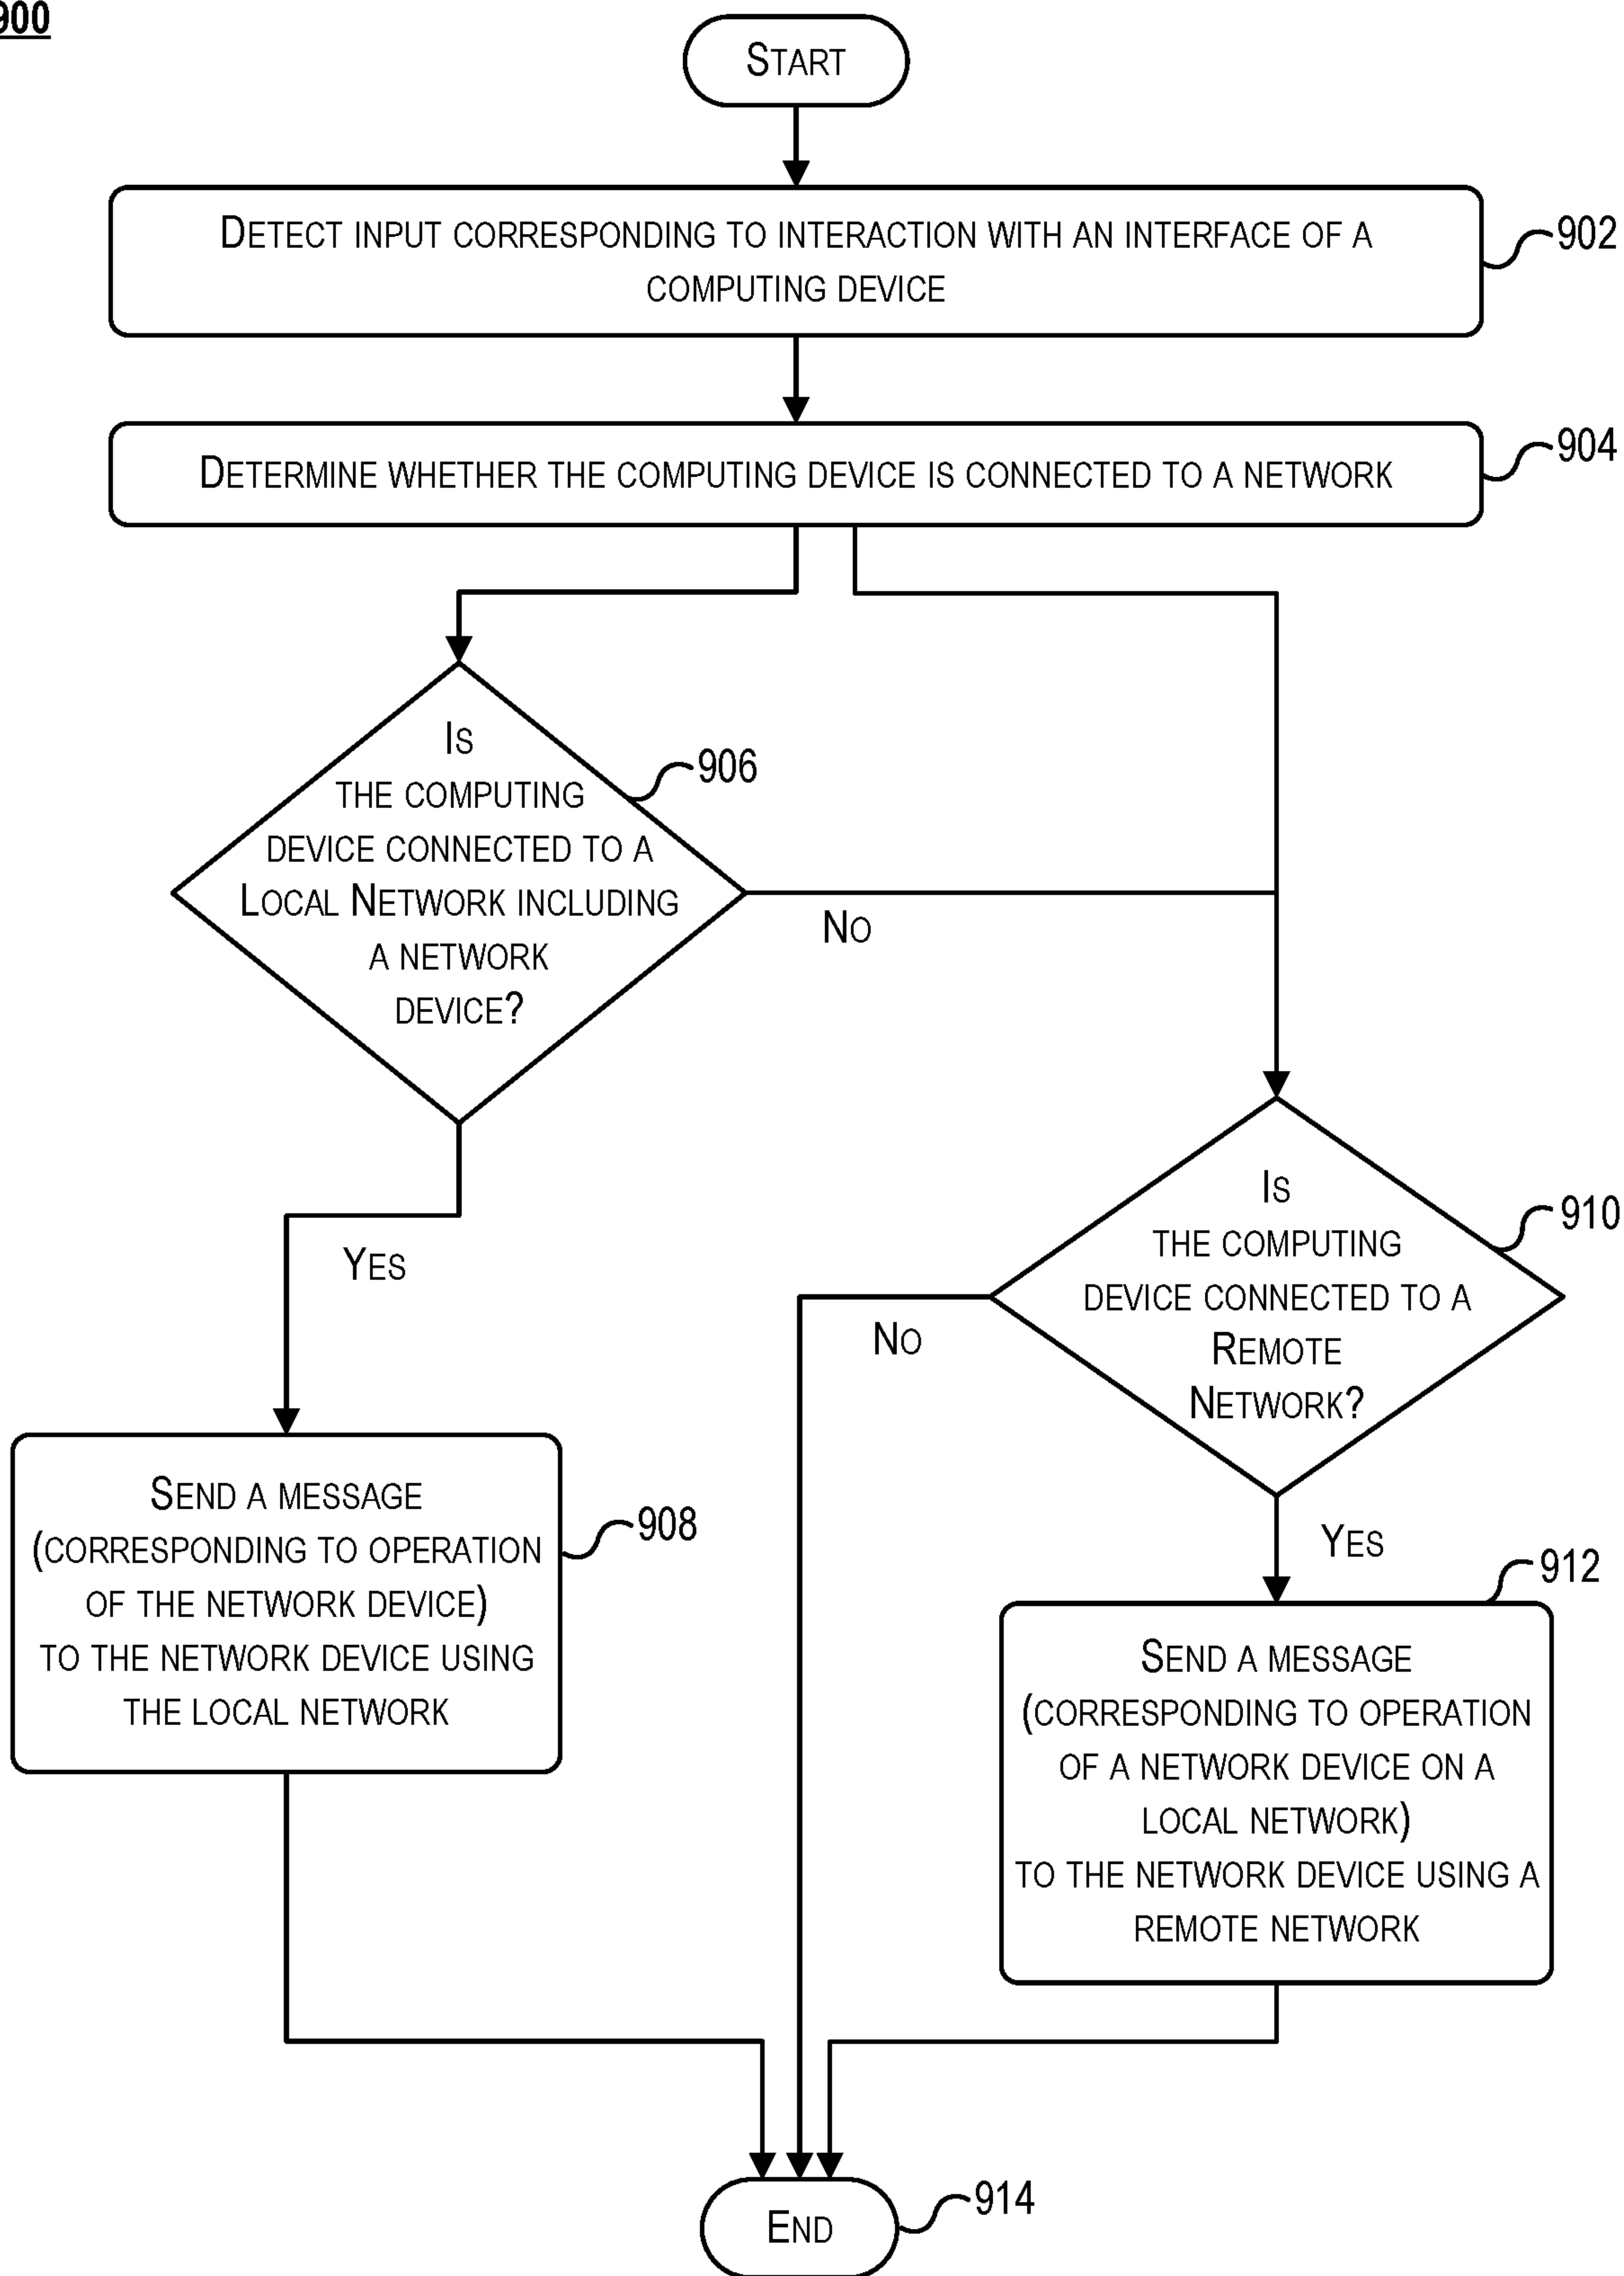 900
START
DETECT INPUT CORRESPONDING TO INTERACTION WITH AN INTERFACE OF A
COMPUTING DEVICE
902
DETERMINE WHETHER THE COMPUTING DEVICE IS CONNECTED TO A NETWORK
904
IS
THE COMPUTING
DEVICE CONNECTED TO A
LOCAL NETWORK INCLUDING
A NETWORK
DEVICE?
906
NO
YES
IS
THE COMPUTING
DEVICE CONNECTED TO A
REMOTE
NETWORK?
910
NO
YES
SEND A MESSAGE
(CORRESPONDING TO OPERATION
OF THE NETWORK DEVICE)
TO THE NETWORK DEVICE USING
THE LOCAL NETWORK
908
SEND A MESSAGE
(CORRESPONDING TO OPERATION
OF A NETWORK DEVICE ON A
LOCAL NETWORK)
TO THE NETWORK DEVICE USING A
REMOTE NETWORK
912
END
914